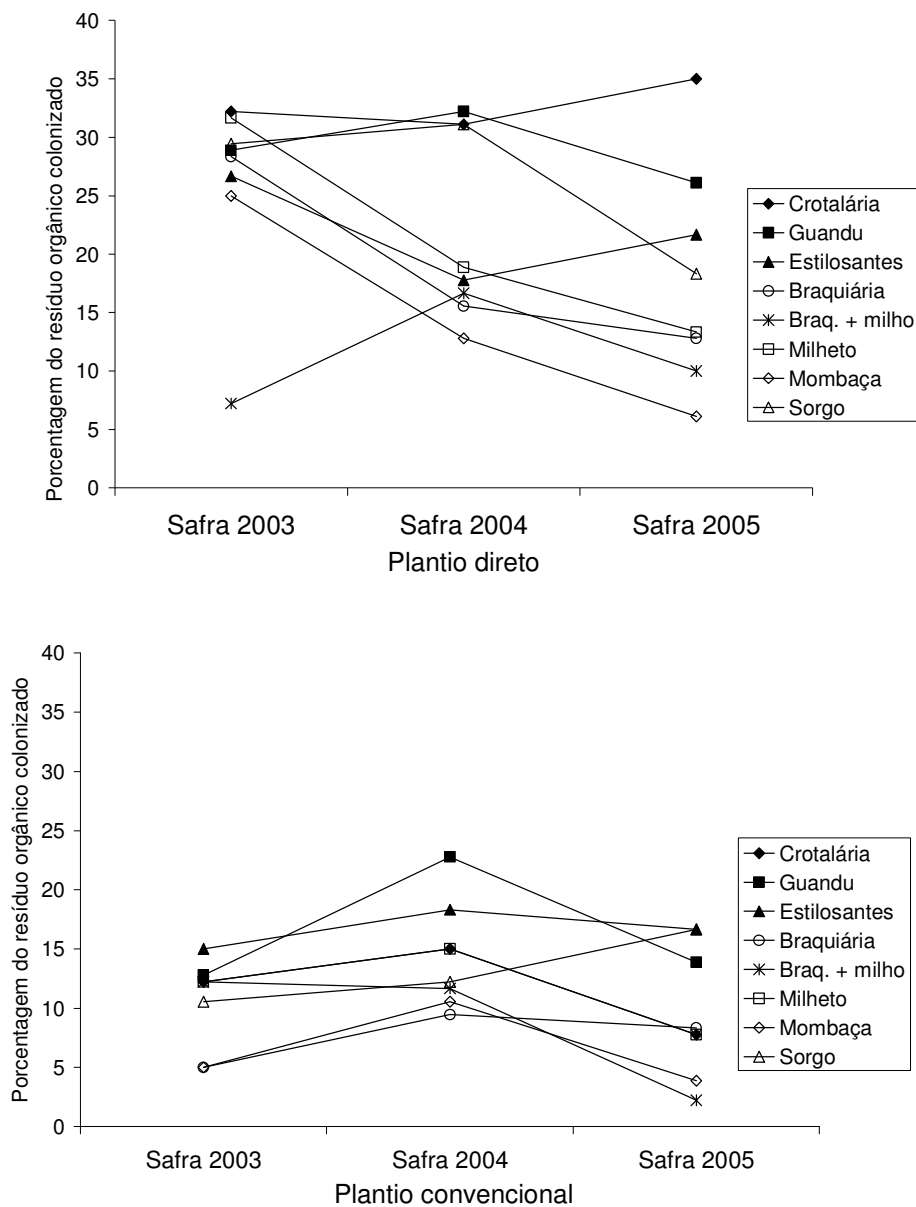 40
35
30
25
20
15
10
5
0
Porcentagem do resíduo orgânico colonizado
Safra 2003 Safra 2004 Safra 2005
Plantio direto
Crotalária
Guandu
Estilosantes
Braquiária
Braq. + milho
Milheto
Mombaça
Sorgo
40
35
30
25
20
15
10
5
0
Porcentagem do resíduo orgânico colonizado
Safra 2003 Safra 2004 Safra 2005
Plantio convencional
Crotalária
Guandu
Estilosantes
Braquiária
Braq. + milho
Milheto
Mombaça
Sorgo